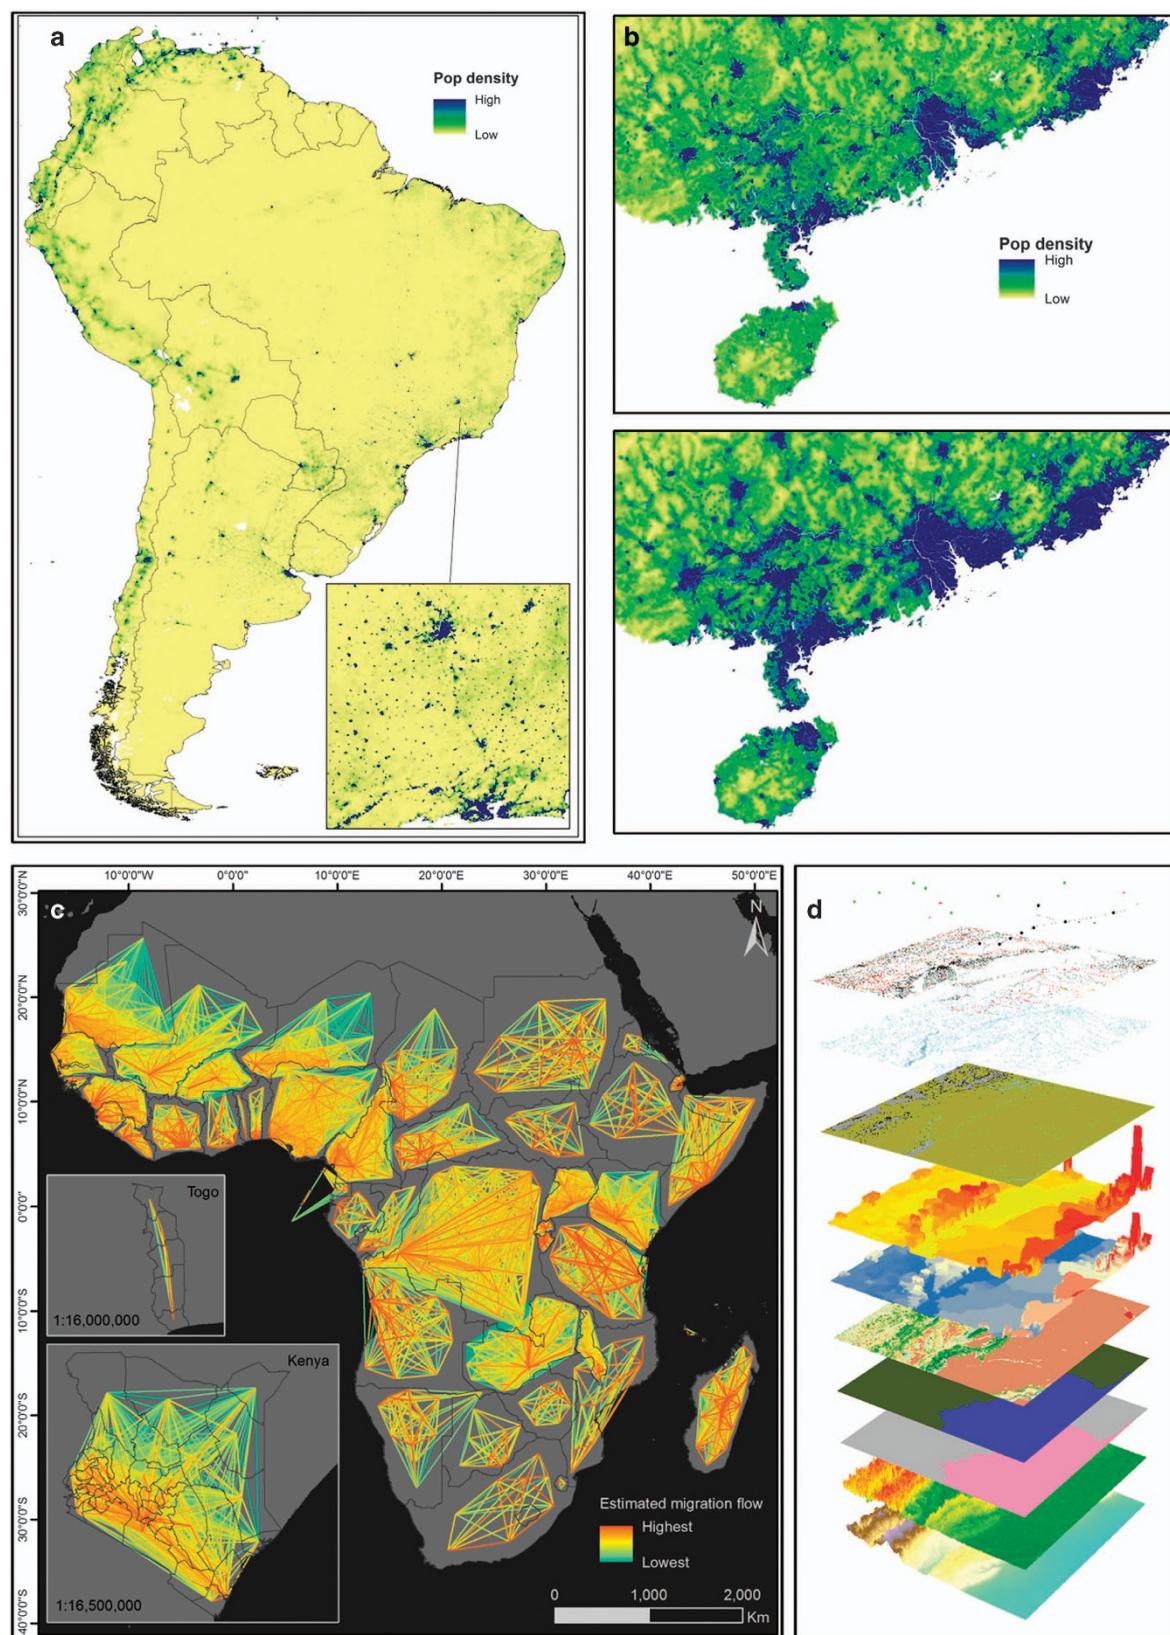 a
Pop density
High
Low
b
Pop density
High
Low
10°0'0"W 0°0'0" 10°0'0"E 20°0'0"E 30°0'0"E 40°0'0"E 50°0'0"E
30°0'0"N
20°0'0"N
10°0'0"N
0°0'0"
10°0'0"S
20°0'0"S
30°0'0"S
40°0'0"S
c
N
Togo
1:16,000,000
Kenya
1:16,500,000
Estimated migration flow
Highest
Lowest
0 1,000 2,000
Km
d